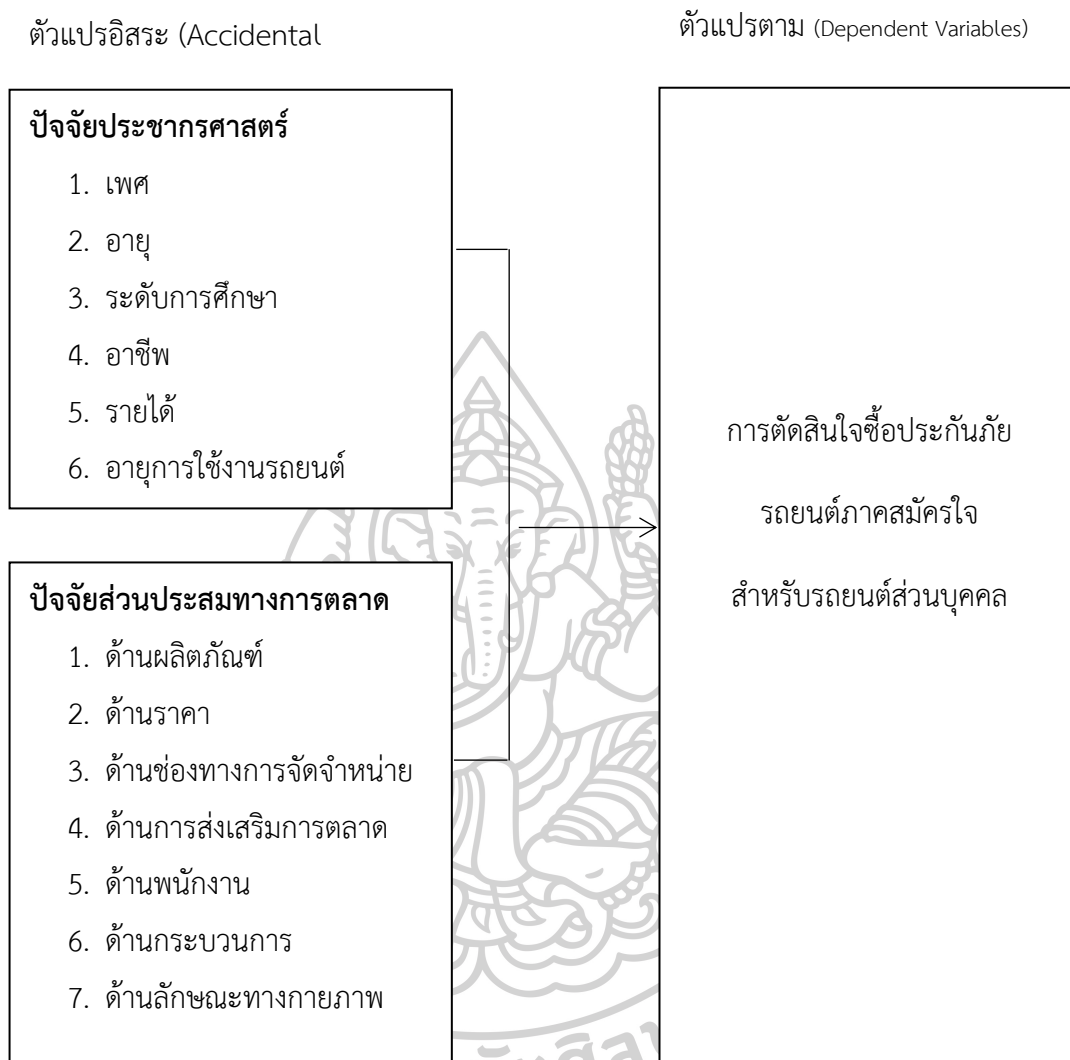 ตัวแปรอิสระ (Accidental
ตัวแปรตาม (Dependent Variables)
ปัจจัยประชากรศาสตร์
1. เพศ
2. อายุ
3. ระดับการศึกษา
4. อาชีพ
5. รายได้
6. อายุการใช้งานรถยนต์
ปัจจัยส่วนประสมทางการตลาด
1. ด้านผลิตภัณฑ์
2. ด้านราคา
3. ด้านช่องทางการจัดจำหน่าย
4. ด้านการส่งเสริมการตลาด
5. ด้านพนักงาน
6. ด้านกระบวนการ
7. ด้านลักษณะทางกายภาพ
การตัดสินใจซื้อประกันภัย
รถยนต์ภาคสมัครใจ
สำหรับรถยนต์ส่วนบุคคล